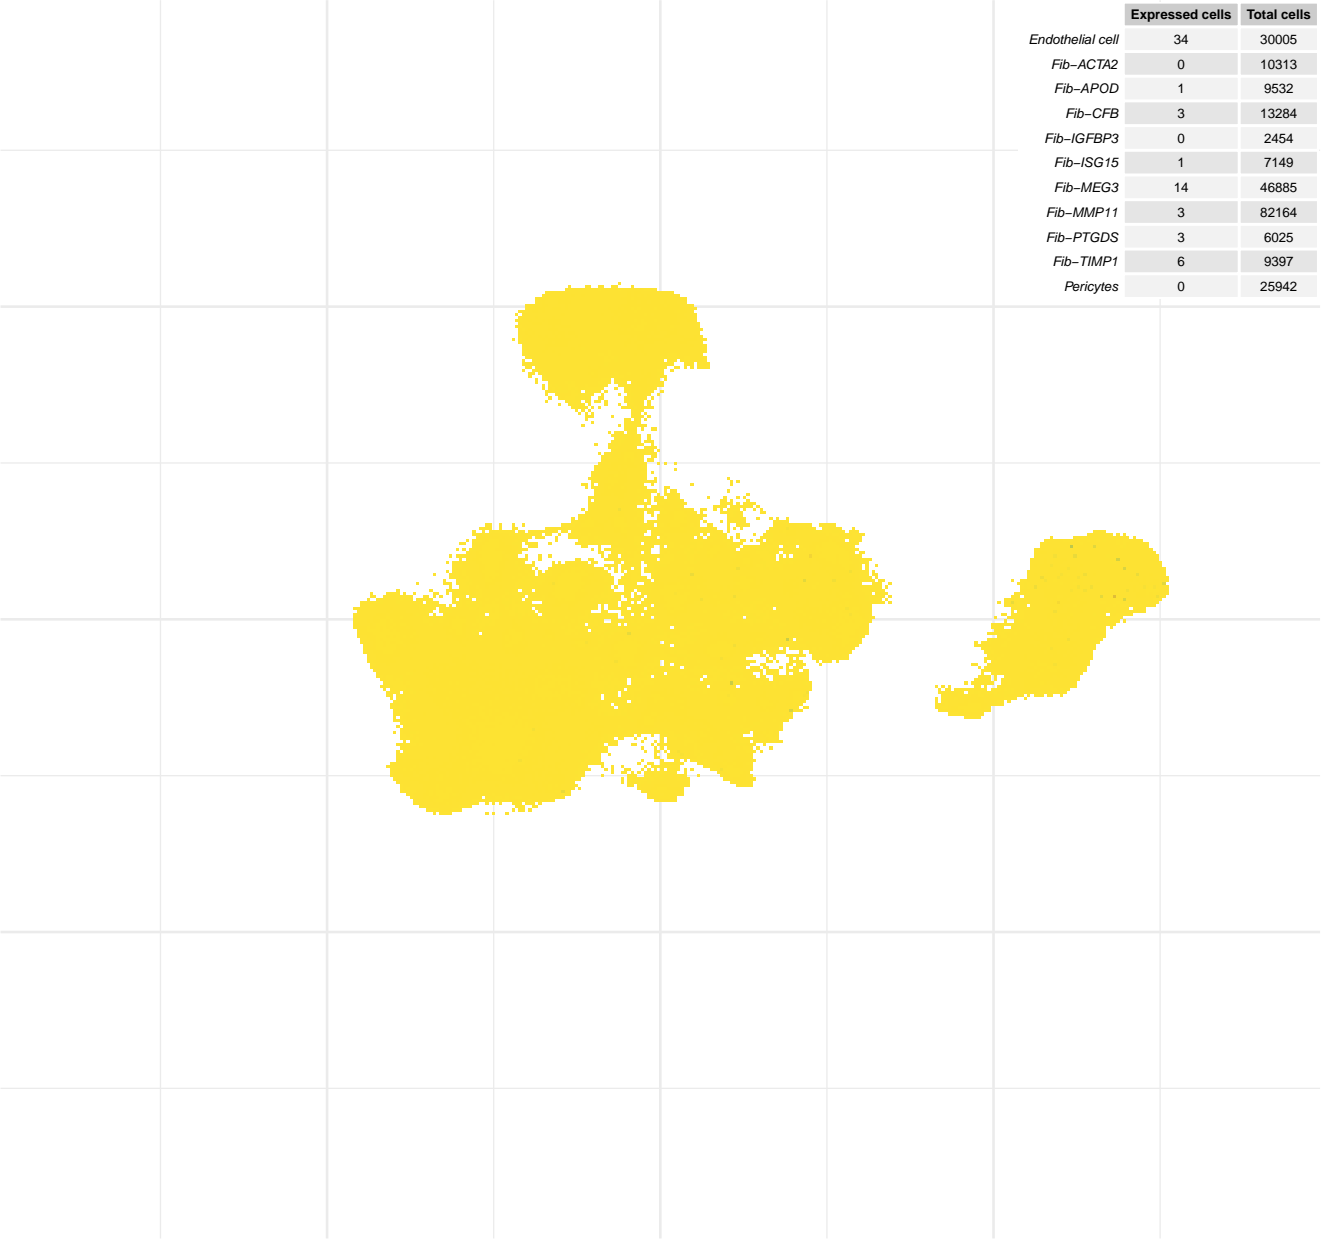 Expressed cells Total cells
Endothelial cell 34 30005
Fib−ACTA2 0 10313
Fib−APOD 1 9532
Fib−CFB 3 13284
Fib−IGFBP3 0 2454
Fib−ISG15 1 7149
Fib−MEG3 14 46885
Fib−MMP11 3 82164
Fib−PTGDS 3 6025
Fib−TIMP1 6 9397
Pericytes 0 25942